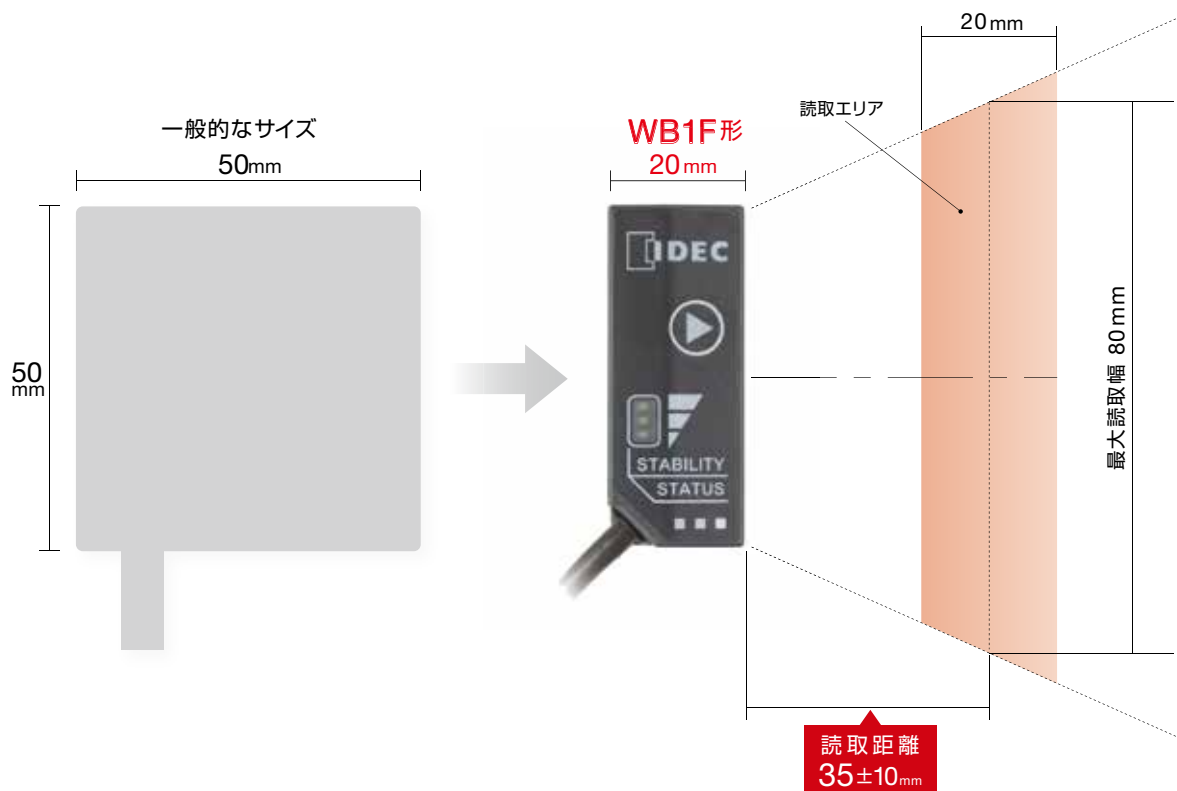 一般的なサイズ
50mm
50
mm
WB1F形
20mm
IDEC
STABILITY
STATUS
20mm
読取エリア
最大読取幅 80mm
読取距離
35±10mm